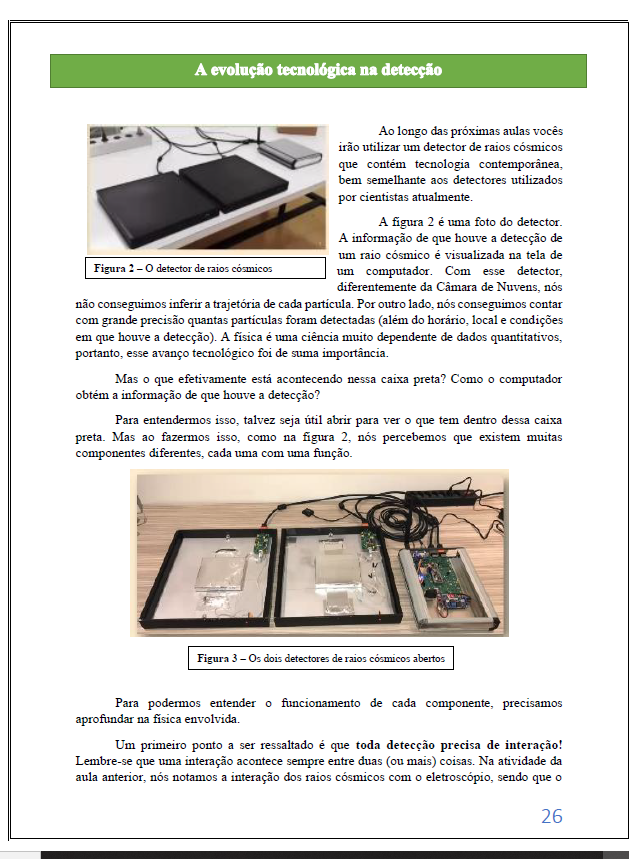 A evolução tecnológica na detecção
Ao longo das próximas aulas vocês
irão utilizar um detector de raios cósmicos
que contém tecnologia contemporânea,
bem semelhante aos detectores utilizados
por cientistas atualmente.
A figura 2 é uma foto do detector.
A informação de que houve a detecção de
um raio cósmico é visualizada na tela de
um computador. Com esse detector,
diferentemente da Câmara de Nuvens, nós
Figura 2 – O detector de raios cósmicos
não conseguimos inferir a trajetória de cada partícula. Por outro lado, nós conseguimos contar
com grande precisão quantas partículas foram detectadas (além do horário, local e condições
em que houve a detecção). A física é uma ciência muito dependente de dados quantitativos,
portanto, esse avanço tecnológico foi de suma importância.
Mas o que efetivamente está acontecendo nessa caixa preta? Como o computador
obtém a informação de que houve a detecção?
Para entendermos isso, talvez seja útil abrir para ver o que tem dentro dessa caixa
preta. Mas ao fazermos isso, como na figura 2, nós percebemos que existem muitas
componentes diferentes, cada uma com uma função.
Figura 3 – Os dois detectores de raios cósmicos abertos
Para podermos entender o funcionamento de cada componente, precisamos
aprofundar na física envolvida.
Um primeiro ponto a ser ressaltado é que toda detecção precisa de interação!
Lembre-se que uma interação acontece sempre entre duas (ou mais) coisas. Na atividade da
aula anterior, nós notamos a interação dos raios cósmicos com o eletroscópio, sendo que o
26